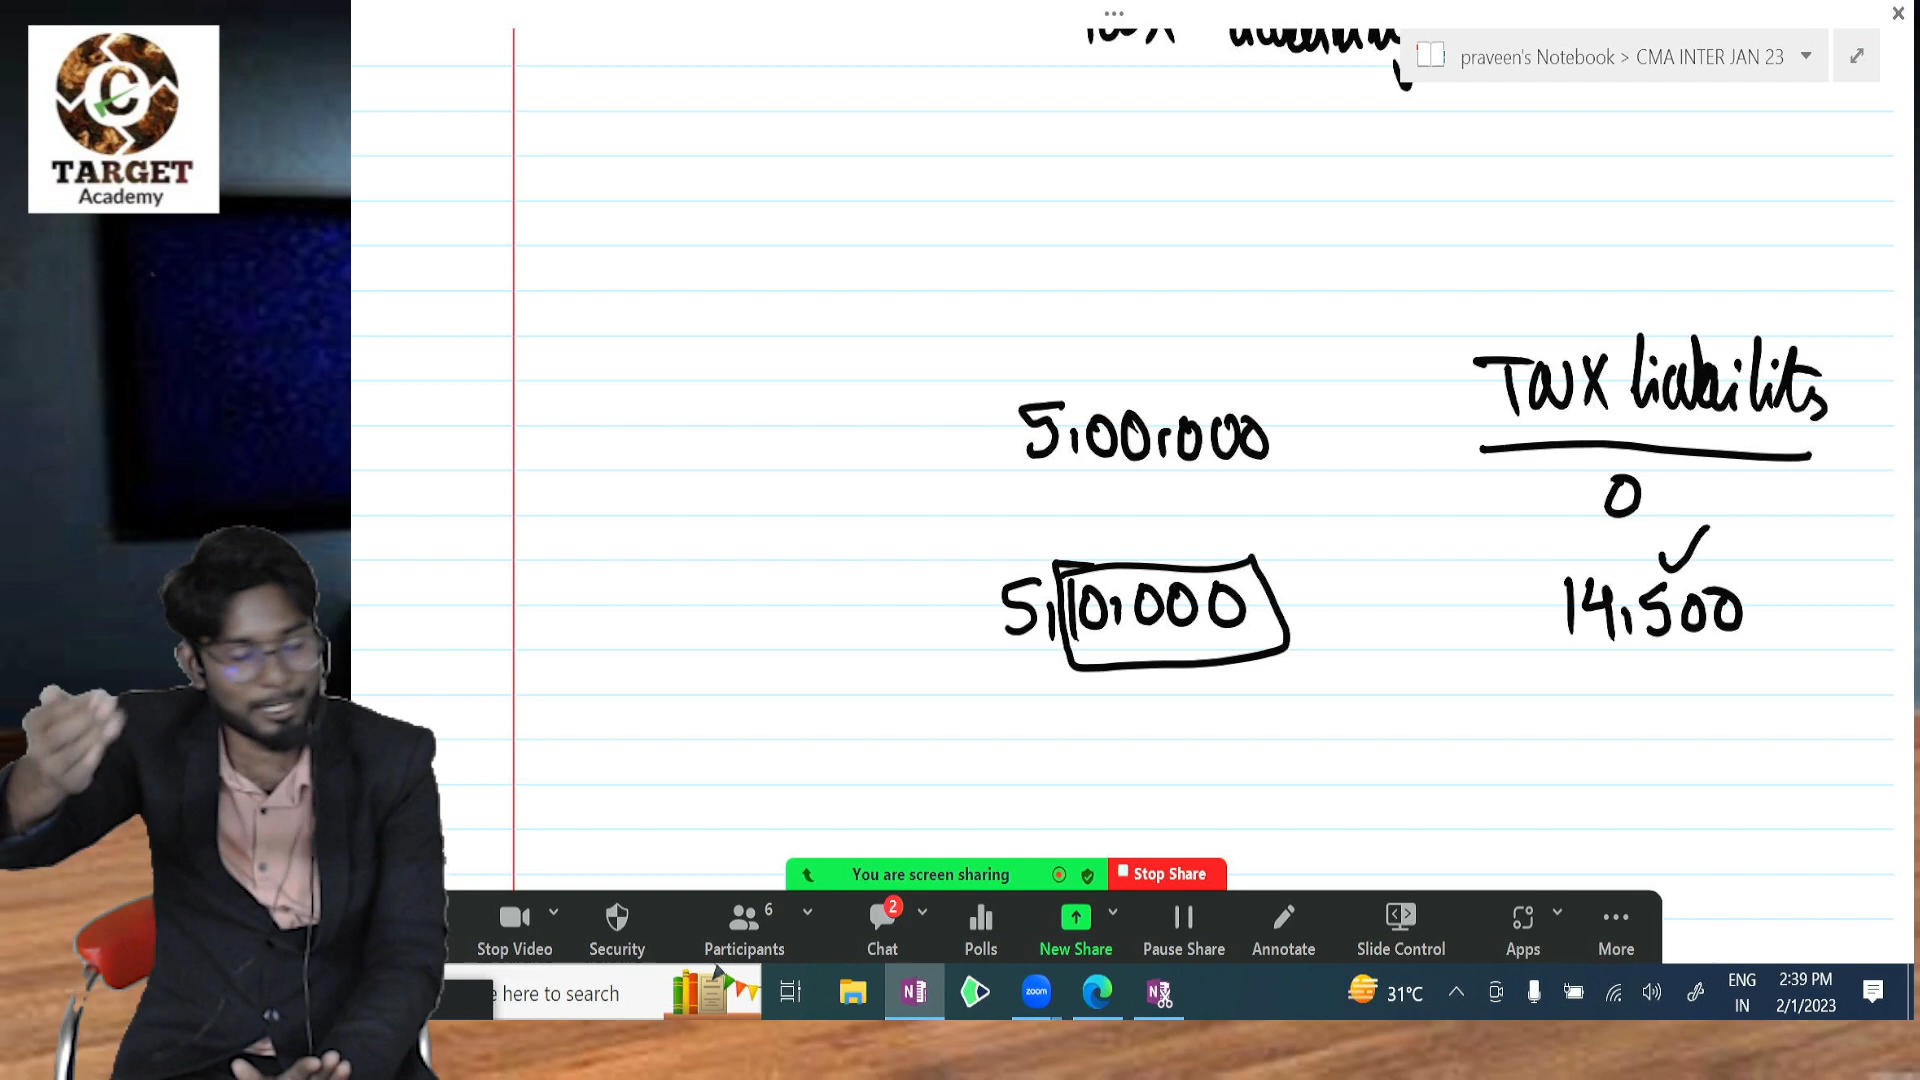 praveen's Notebook > CMA INTER JAN 23
C
TARGET
Academy
Tax liability
5,00,000
0
5,10,000
14,500
You are screen sharing
Stop Share
Stop Video
Security
6
Participants
2
Chat
Polls
New Share
Pause Share
Annotate
Slide Control
Apps
More
here to search
N
zoom
N
31°C
ENG
IN
2:39 PM
2/1/2023